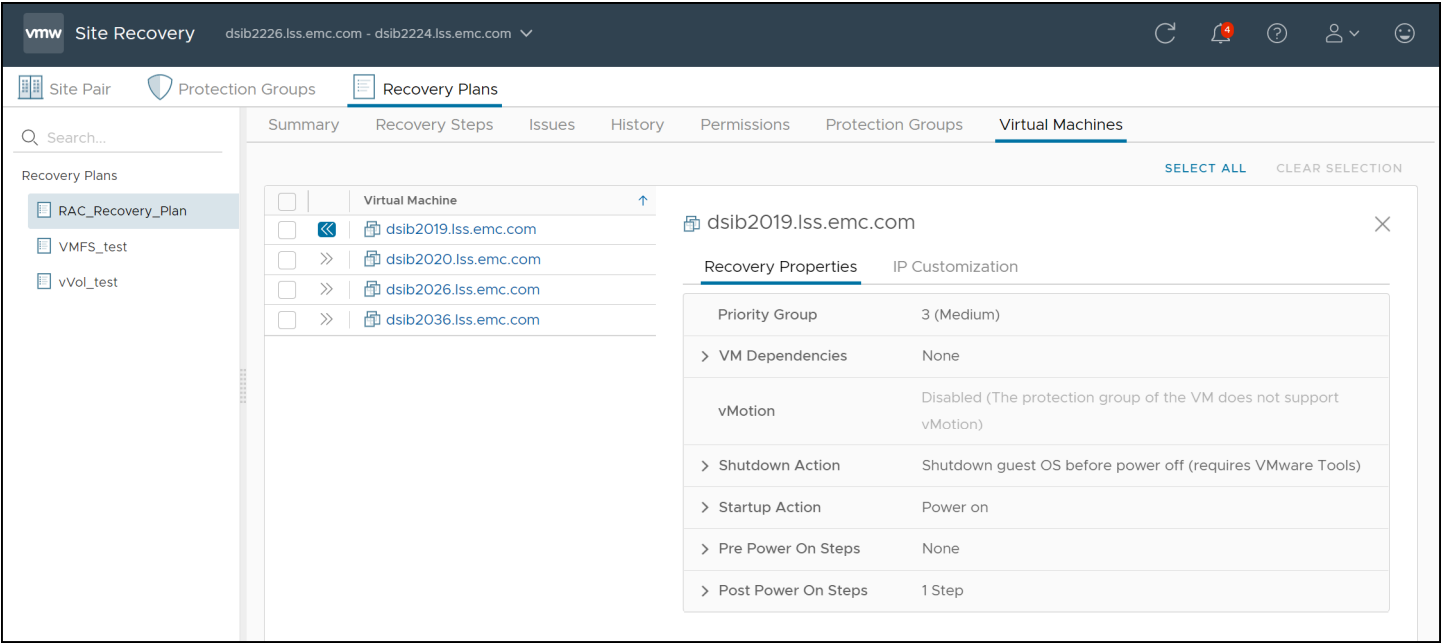 vmw Site Recovery dsib2226.lss.emc.com - dsib2224.lss.emc.com 4
Site Pair Protection Groups Recovery Plans
Search...
Recovery Plans
RAC_Recovery_Plan
VMFS_test
vVol_test
Summary Recovery Steps Issues History Permissions Protection Groups Virtual Machines
SELECT ALL CLEAR SELECTION
Virtual Machine
dsib2019.lss.emc.com
dsib2020.lss.emc.com
dsib2026.lss.emc.com
dsib2036.lss.emc.com
dsib2019.lss.emc.com
Recovery Properties IP Customization
Priority Group 3 (Medium)
VM Dependencies None
vMotion Disabled (The protection group of the VM does not support
vMotion)
Shutdown Action Shutdown guest OS before power off (requires VMware Tools)
Startup Action Power on
Pre Power On Steps None
Post Power On Steps 1 Step